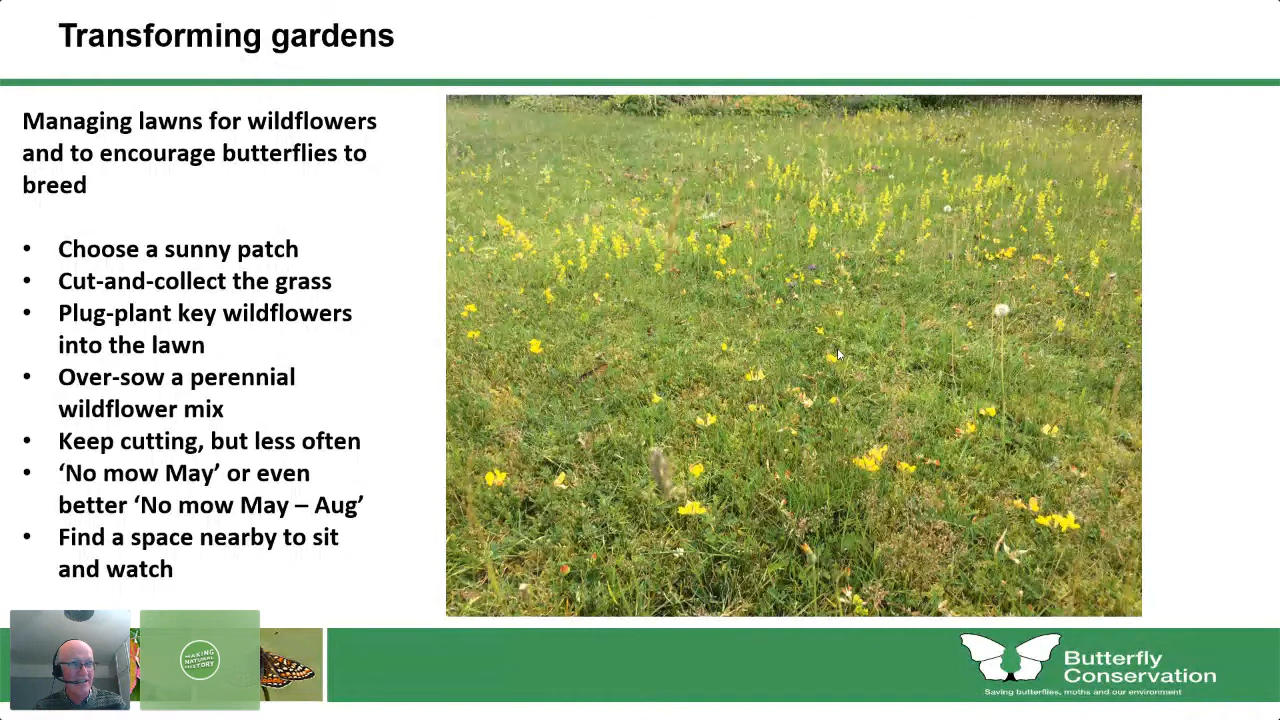 Transforming gardens
Managing lawns for wildflowers
and to encourage butterflies to
breed
• Choose a sunny patch
• Cut-and-collect the grass
• Plug-plant key wildflowers
into the lawn
• Over-sow a perennial
wildflower mix
• Keep cutting, but less often
• ‘No mow May’ or even
better ‘No mow May – Aug’
• Find a space nearby to sit
and watch
MAKING
NATURAL
HISTORY
Butterfly
Conservation
Saving butterflies, moths and our environment